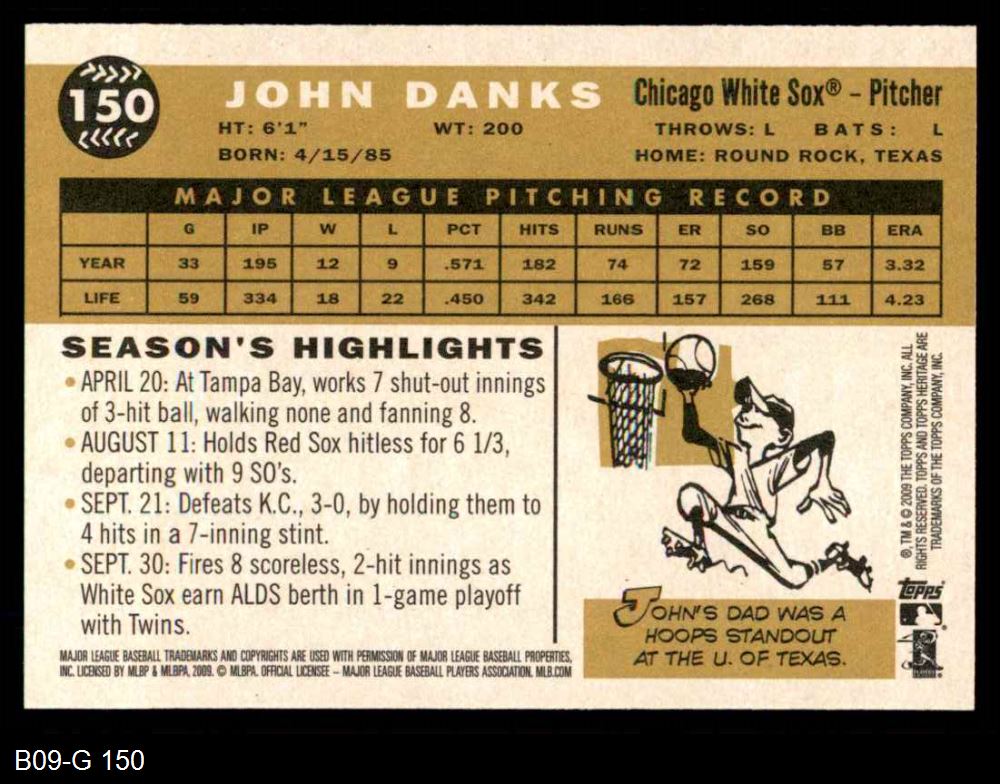 150
JOHN DANKS
Chicago White Sox® – Pitcher
HT: 6'1" WT: 200
THROWS: L BATS: L
BORN: 4/15/85
HOME: ROUND ROCK, TEXAS
MAJOR LEAGUE PITCHING RECORD
G IP W L PCT HITS RUNS ER SO BB ERA
YEAR 33 195 12 9 .571 182 74 72 159 57 3.32
LIFE 59 334 18 22 .450 342 166 157 268 111 4.23
SEASON'S HIGHLIGHTS
• APRIL 20: At Tampa Bay, works 7 shut-out innings
of 3-hit ball, walking none and fanning 8.
• AUGUST 11: Holds Red Sox hitless for 6 1/3,
departing with 9 SO's.
• SEPT. 21: Defeats K.C., 3-0, by holding them to
4 hits in a 7-inning stint.
• SEPT. 30: Fires 8 scoreless, 2-hit innings as
White Sox earn ALDS berth in 1-game playoff
with Twins.
MAJOR LEAGUE BASEBALL TRADEMARKS AND COPYRIGHTS ARE USED WITH PERMISSION OF MAJOR LEAGUE BASEBALL PROPERTIES,
INC. LICENSED BY MLBP & MLBPA, 2009. © MLBPA. OFFICIAL LICENSEE – MAJOR LEAGUE BASEBALL PLAYERS ASSOCIATION. MLB.COM
JOHN'S DAD WAS A
HOOPS STANDOUT
AT THE U. OF TEXAS.
®, TM & © 2009 THE TOPPS COMPANY, INC. ALL
RIGHTS RESERVED. TOPPS AND TOPPS HERITAGE ARE
TRADEMARKS OF THE TOPPS COMPANY, INC.
topps
B09-G 150